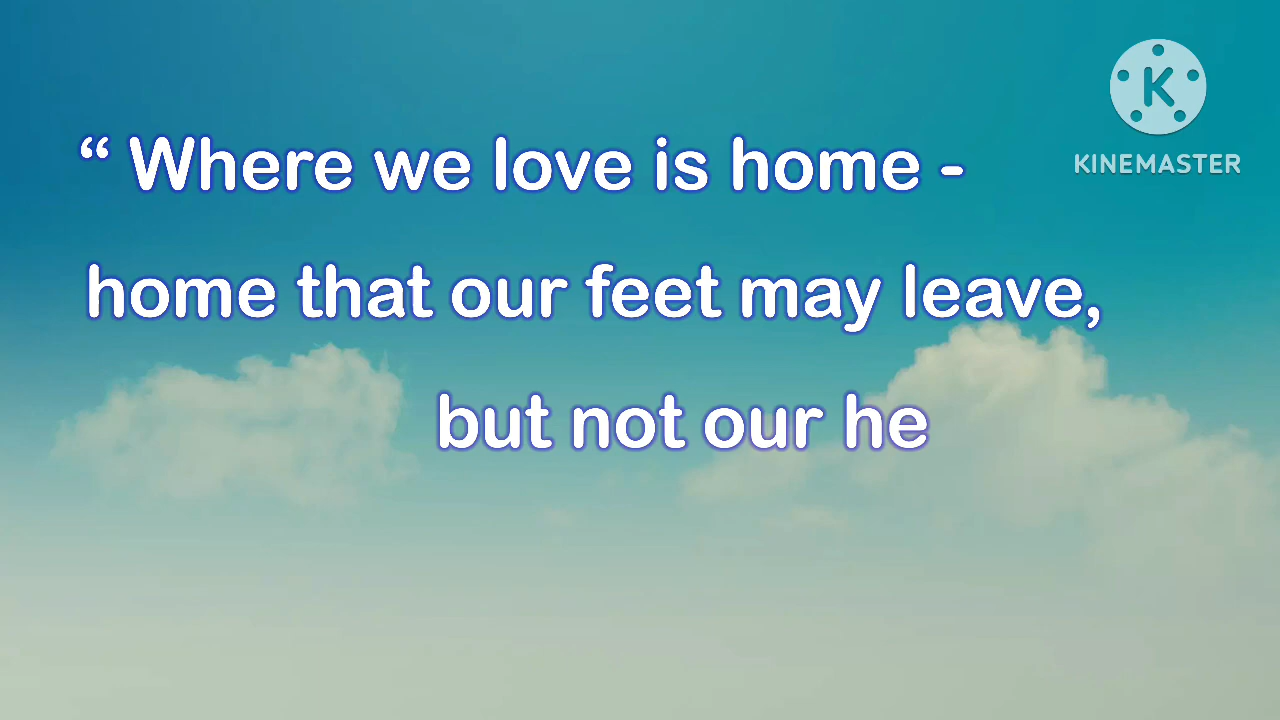 “ Where we love is home -
KINEMASTER
home that our feet may leave,
but not our he